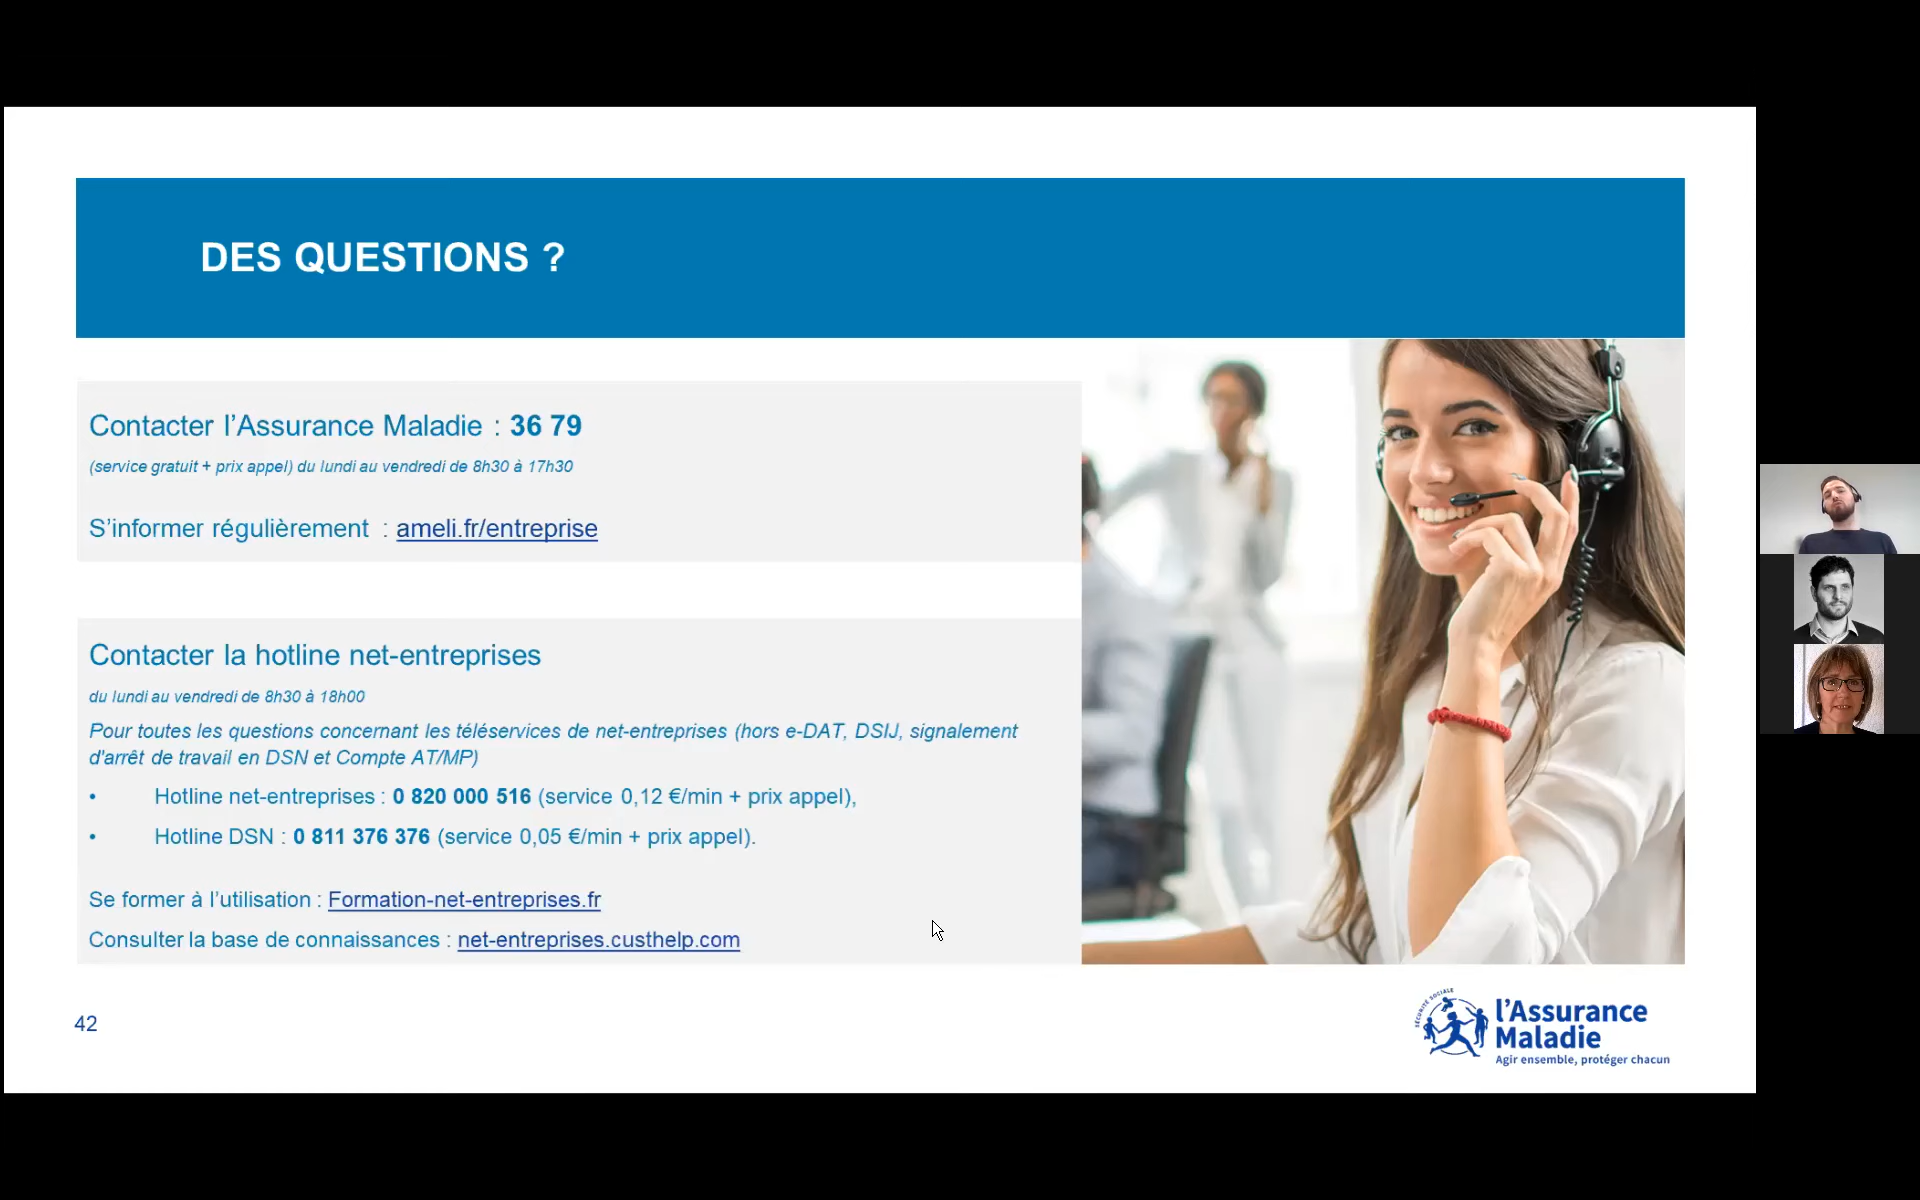 DES QUESTIONS ?
Contacter l’Assurance Maladie : 36 79
(service gratuit + prix appel) du lundi au vendredi de 8h30 à 17h30
S’informer régulièrement : ameli.fr/entreprise
Contacter la hotline net-entreprises
du lundi au vendredi de 8h30 à 18h00
Pour toutes les questions concernant les téléservices de net-entreprises (hors e-DAT, DSIJ, signalement
d'arrêt de travail en DSN et Compte AT/MP)
• Hotline net-entreprises : 0 820 000 516 (service 0,12 €/min + prix appel),
• Hotline DSN : 0 811 376 376 (service 0,05 €/min + prix appel).
Se former à l’utilisation : Formation-net-entreprises.fr
Consulter la base de connaissances : net-entreprises.custhelp.com
42
SÉCURITÉ SOCIALE
l’Assurance
Maladie
Agir ensemble, protéger chacun